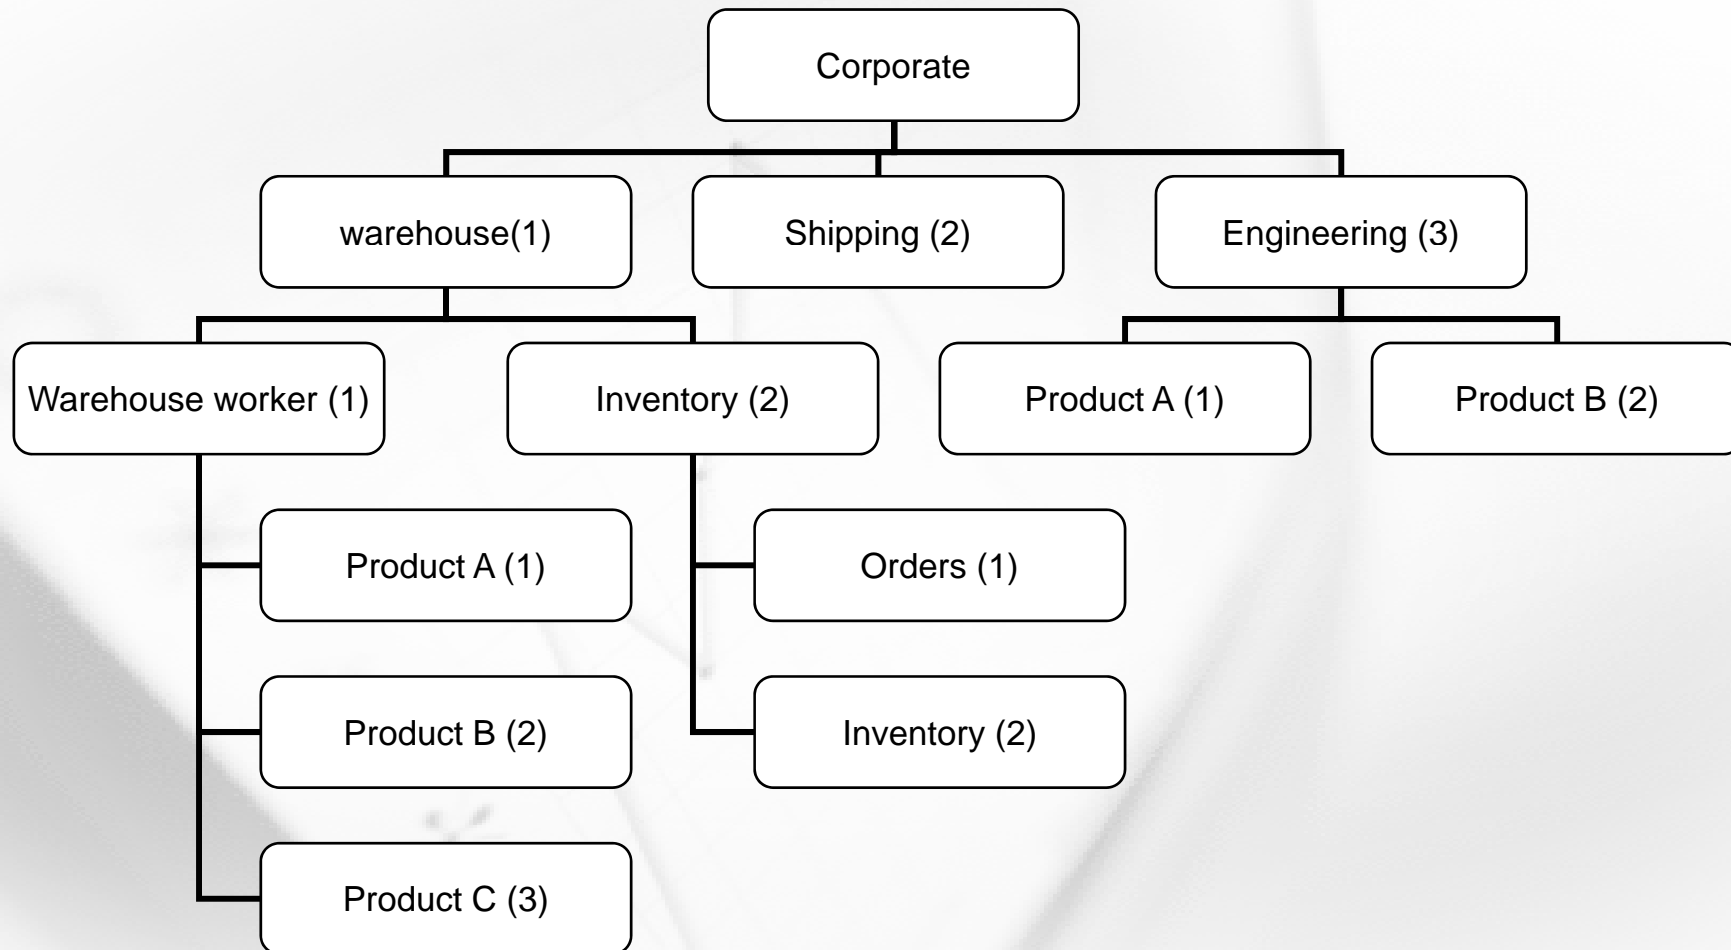 Corporate
warehouse(1)
Shipping (2)
Engineering (3)
Warehouse worker (1)
Inventory (2)
Product A (1)
Product B (2)
Product A (1)
Orders (1)
Product B (2)
Inventory (2)
Product C (3)